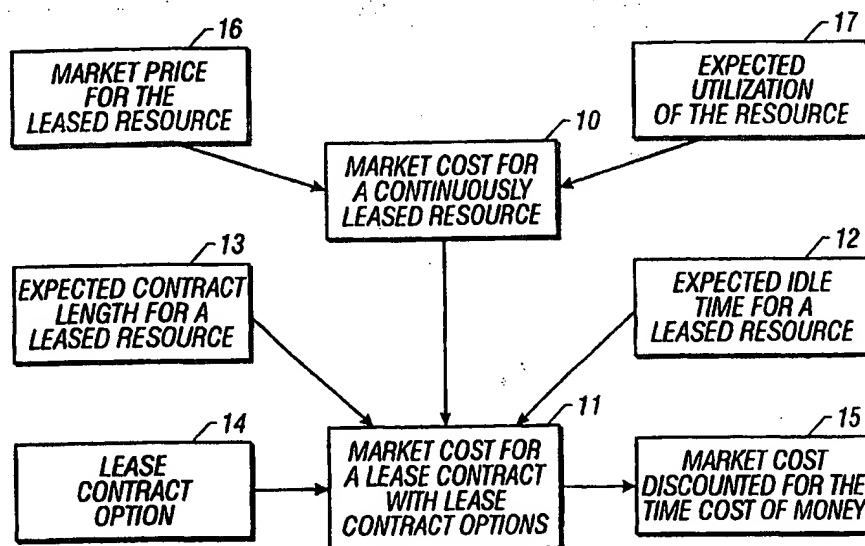 16
MARKET PRICE
FOR THE
LEASED RESOURCE
17
EXPECTED
UTILIZATION
OF THE RESOURCE
10
MARKET COST FOR
A CONTINUOUSLY
LEASED RESOURCE
13
EXPECTED CONTRACT
LENGTH FOR A
LEASED RESOURCE
12
EXPECTED IDLE
TIME FOR A
LEASED RESOURCE
14
LEASE
CONTRACT
OPTION
11
MARKET COST FOR
A LEASE CONTRACT
WITH LEASE
CONTRACT OPTIONS
15
MARKET COST
DISCOUNTED FOR THE
TIME COST OF MONEY